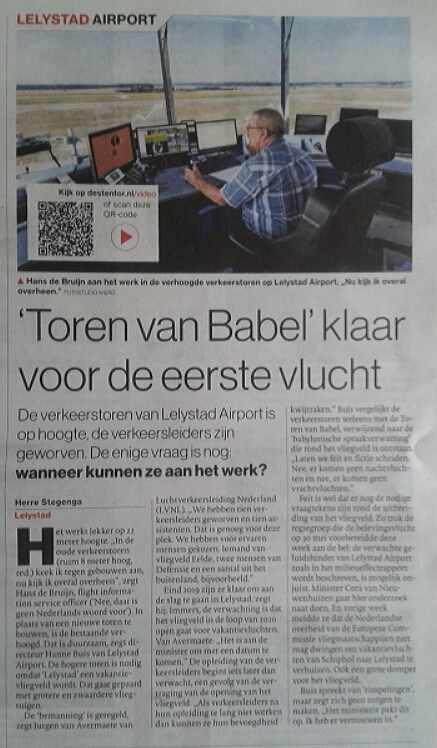 LELYSTAD AIRPORT
Kijk op destentor.nl/video
of scan deze
QR-code
▲ Hans de Bruijn aan het werk in de verhoogde verkeerstoren op Lelystad Airport. „Nu kijk ik overal
overheen.”
'Toren van Babel' klaar
voor de eerste vlucht
De verkeerstoren van Lelystad Airport is
op hoogte, de verkeersleiders zijn
geworven. De enige vraag is nog:
wanneer kunnen ze aan het werk?
Herre Stegenga
Lelystad
Het werkt lekker op 22
meter hoogte. „In de
oude verkeerstoren
(ruim 8 meter hoog,
red.) keek ik tegen gebouwen aan,
nu kijk ik overal overheen”, zegt
Hans de Bruijn, flight information
service officer (Nee, daar is
geen Nederlands woord voor’). In
plaats van een nieuwe toren te
bouwen, is de bestaande verhoogd.
Dat is duurzaam, zegt directeur
Hanne Buis van Lelystad
Airport. De hogere toren is nodig
omdat 'Lelystad' een vakantievliegveld
wordt. Dat gaat gepaard
met grotere en zwaardere vliegtuigen.
De 'bemanning' is geregeld,
zegt Jurgen van Avermaete van
Luchtverkeersleiding Nederland
(LVNL). „We hebben tien verkeersleiders
geworven en tien assistenten.
Dat is genoeg voor deze
plek. We hebben voor ervaren
mensen gekozen. Iemand van
vliegveld Eelde, twee mensen van
Defensie en een aantal uit het
buitenland, bijvoorbeeld.”
Eind 2019 zijn ze klaar om aan
de slag te gaan in Lelystad, zegt
hij. Immers, de verwachting is dat
het vliegveld in de loop van 2020
open gaat voor vakantievluchten.
Van Avermaete: „Het is aan de
minister om met een datum te
komen.” De opleiding van de verkeersleiders
begint iets later dan
verwacht, een gevolg van de vertraging
van de opening van het
vliegveld. „Als verkeersleiders na
hun opleiding te lang niet werken
dan kunnen ze hun bevoegdheid
kwijtraken.” Buis vergelijkt de
verkeerstoren weleens met de Toren
van Babel, verwijzend naar de
'babylonische spraakverwarring'
die rond het vliegveld is ontstaan.
„Laten we feit en fictie scheiden.
Nee, er komen geen nachtvluchten
en nee, er komen geen
vrachtvluchten.”
Feit is wel dat er nog de nodige
vraagtekens zijn rond de uitbreiding
van het vliegveld. Zo trok de
regiegroep die de belevingsvlucht
op 30 mei voorbereidde deze
week aan de bel: de verwachte geluidshinder
van Lelystad Airport
zoals in het milieueffectrapport
wordt beschreven, is mogelijk onjuist.
Minister Cora van Nieuwenhuizen
gaat hier onderzoek
naar doen. En vorige week
meldde ze dat de Nederlandse
overheid van de Europese Commissie
vliegmaatschappijen niet
mag dwingen om vakantievluchten
van Schiphol naar Lelystad te
verhuizen. Ook een grote domper
voor het vliegveld.
Buis spreekt van 'rimpelingen',
maar zegt zich geen zorgen te
maken. „Het ministerie pakt dit
op. Ik heb er vertrouwen in.”